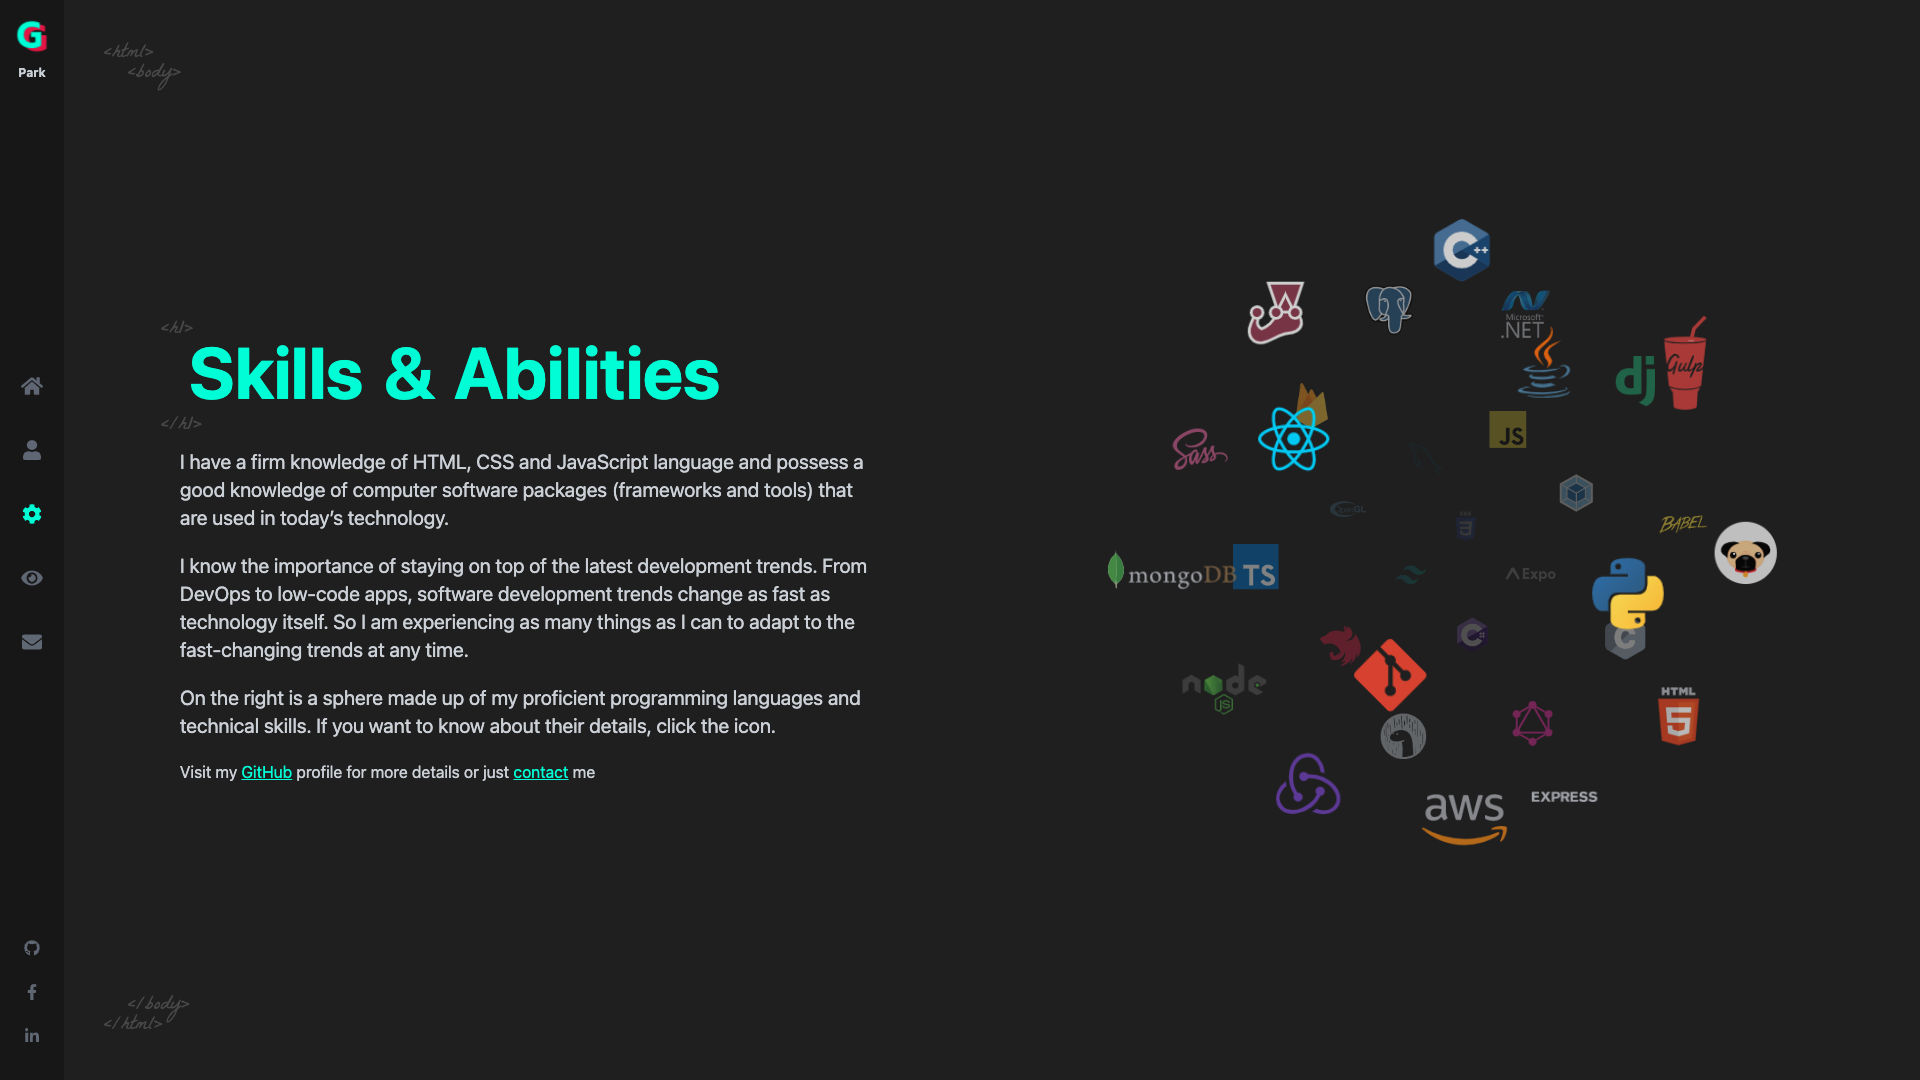 G
Park
<html>
<body>
<h1>
Skills & Abilities
</h1>
I have a firm knowledge of HTML, CSS and JavaScript language and possess a
good knowledge of computer software packages (frameworks and tools) that
are used in today’s technology.
I know the importance of staying on top of the latest development trends. From
DevOps to low-code apps, software development trends change as fast as
technology itself. So I am experiencing as many things as I can to adapt to the
fast-changing trends at any time.
On the right is a sphere made up of my proficient programming languages and
technical skills. If you want to know about their details, click the icon.
Visit my GitHub profile for more details or just contact me
</body>
</html>
in
C++
Microsoft
.NET
dj
Gulp
JS
Sass
OpenGL
CSS
3
BABEL
mongoDB
TS
Expo
C
C
node
JS
HTML
5
aws
EXPRESS